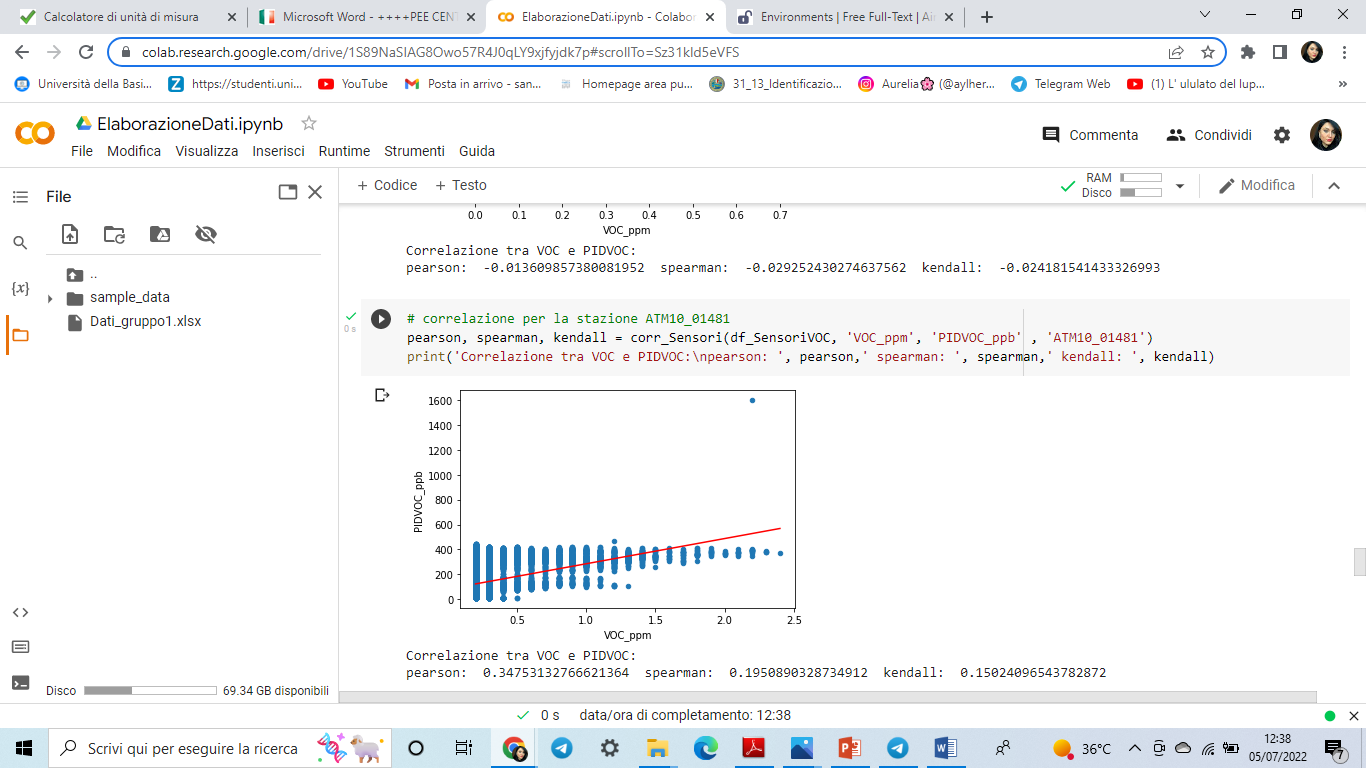 Calcolatore di unità di misura
Microsoft Word - ++++PEE CENT
ElaborazioneDati.ipynb - Colabor
Environments | Free Full-Text | Air
colab.research.google.com/drive/1S89NaSIAG8Owo57R4J0qLY9xjfyjdk7p#scrollTo=Sz31kId5eVFS
Università della Basi...
https://studenti.uni...
YouTube
Posta in arrivo - san...
Homepage area pu...
31_13_Identificazio...
Aurelia🌸 (@aylher...
Telegram Web
(1) L' ululato del lup...
»
ElaborazioneDati.ipynb
File Modifica Visualizza Inserisci Runtime Strumenti Guida
Commenta
Condividi
File
+ Codice + Testo
RAM
Disco
Modifica
..
sample_data
Dati_gruppo1.xlsx
{x}
<>
Disco 69.34 GB disponibili
0.0 0.1 0.2 0.3 0.4 0.5 0.6 0.7
VOC_ppm
Correlazione tra VOC e PIDVOC:
pearson: -0.013609857380081952 spearman: -0.029252430274637562 kendall: -0.024181541433326993
0 s
# correlazione per la stazione ATM10_01481
pearson, spearman, kendall = corr_Sensori(df_SensoriVOC, 'VOC_ppm', 'PIDVOC_ppb' , 'ATM10_01481')
print('Correlazione tra VOC e PIDVOC:\npearson: ', pearson,' spearman: ', spearman,' kendall: ', kendall)
1600
1400
1200
1000
800
600
400
200
0
PIDVOC_ppb
0.5 1.0 1.5 2.0 2.5
VOC_ppm
Correlazione tra VOC e PIDVOC:
pearson: 0.34753132766621364 spearman: 0.1950890328734912 kendall: 0.15024096543782872
0 s data/ora di completamento: 12:38
Scrivi qui per eseguire la ricerca
36°C
12:38
05/07/2022
7